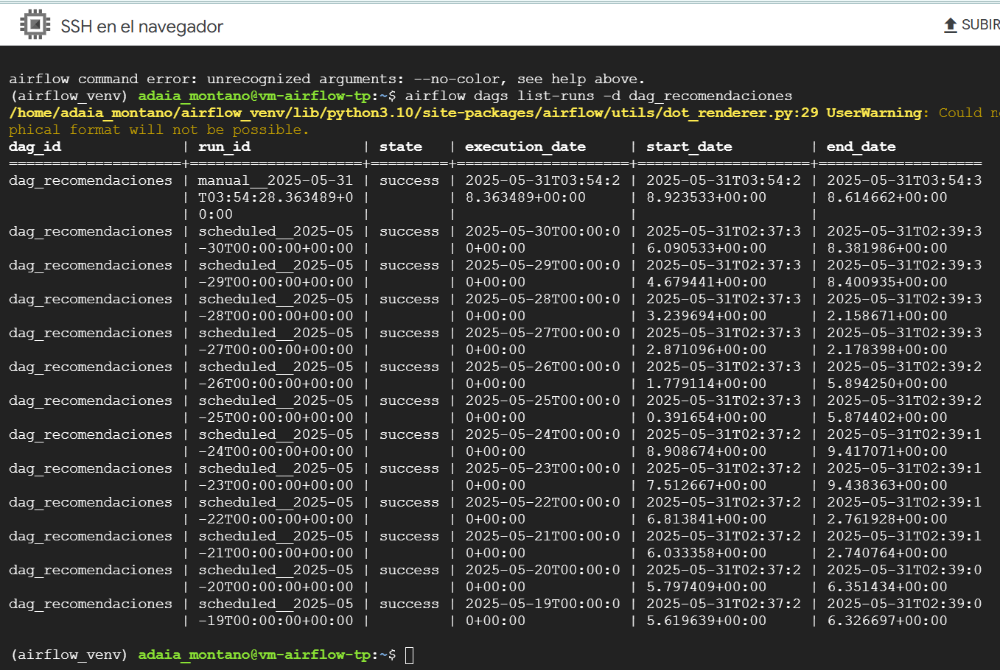 SSH en el navegador
SUBIR
airflow command error: unrecognized arguments: --no-color, see help above.
(airflow_venv) adaia_montano@vm-airflow-tp:~$ airflow dags list-runs -d dag_recomendaciones
/home/adaia_montano/airflow_venv/lib/python3.10/site-packages/airflow/utils/dot_renderer.py:29 UserWarning: Could
phical format will not be possible.
dag_id | run_id | state | execution_date | start_date | end_date
====================+====================+=========+====================+====================+===================
dag_recomendaciones | manual__2025-05-31 | success | 2025-05-31T03:54:2 | 2025-05-31T03:54:2 | 2025-05-31T03:54:3
| T03:54:28.363489+0 | | 8.363489+00:00 | 8.923533+00:00 | 8.614662+00:00
| 0:00 | | | |
dag_recomendaciones | scheduled__2025-05 | success | 2025-05-30T00:00:0 | 2025-05-31T02:37:3 | 2025-05-31T02:39:3
| -30T00:00:00+00:00 | | 0+00:00 | 6.090533+00:00 | 8.381986+00:00
dag_recomendaciones | scheduled__2025-05 | success | 2025-05-29T00:00:0 | 2025-05-31T02:37:3 | 2025-05-31T02:39:3
| -29T00:00:00+00:00 | | 0+00:00 | 4.679441+00:00 | 8.400935+00:00
dag_recomendaciones | scheduled__2025-05 | success | 2025-05-28T00:00:0 | 2025-05-31T02:37:3 | 2025-05-31T02:39:3
| -28T00:00:00+00:00 | | 0+00:00 | 3.239694+00:00 | 2.158671+00:00
dag_recomendaciones | scheduled__2025-05 | success | 2025-05-27T00:00:0 | 2025-05-31T02:37:3 | 2025-05-31T02:39:3
| -27T00:00:00+00:00 | | 0+00:00 | 2.871096+00:00 | 2.178398+00:00
dag_recomendaciones | scheduled__2025-05 | success | 2025-05-26T00:00:0 | 2025-05-31T02:37:3 | 2025-05-31T02:39:2
| -26T00:00:00+00:00 | | 0+00:00 | 1.779114+00:00 | 5.894250+00:00
dag_recomendaciones | scheduled__2025-05 | success | 2025-05-25T00:00:0 | 2025-05-31T02:37:3 | 2025-05-31T02:39:2
| -25T00:00:00+00:00 | | 0+00:00 | 0.391654+00:00 | 5.874402+00:00
dag_recomendaciones | scheduled__2025-05 | success | 2025-05-24T00:00:0 | 2025-05-31T02:37:2 | 2025-05-31T02:39:1
| -24T00:00:00+00:00 | | 0+00:00 | 8.908674+00:00 | 9.417071+00:00
dag_recomendaciones | scheduled__2025-05 | success | 2025-05-23T00:00:0 | 2025-05-31T02:37:2 | 2025-05-31T02:39:1
| -23T00:00:00+00:00 | | 0+00:00 | 7.512667+00:00 | 9.438363+00:00
dag_recomendaciones | scheduled__2025-05 | success | 2025-05-22T00:00:0 | 2025-05-31T02:37:2 | 2025-05-31T02:39:1
| -22T00:00:00+00:00 | | 0+00:00 | 6.813841+00:00 | 2.761928+00:00
dag_recomendaciones | scheduled__2025-05 | success | 2025-05-21T00:00:0 | 2025-05-31T02:37:2 | 2025-05-31T02:39:1
| -21T00:00:00+00:00 | | 0+00:00 | 6.033358+00:00 | 2.740764+00:00
dag_recomendaciones | scheduled__2025-05 | success | 2025-05-20T00:00:0 | 2025-05-31T02:37:2 | 2025-05-31T02:39:0
| -20T00:00:00+00:00 | | 0+00:00 | 5.797409+00:00 | 6.351434+00:00
dag_recomendaciones | scheduled__2025-05 | success | 2025-05-19T00:00:0 | 2025-05-31T02:37:2 | 2025-05-31T02:39:0
| -19T00:00:00+00:00 | | 0+00:00 | 5.619639+00:00 | 6.326697+00:00
(airflow_venv) adaia_montano@vm-airflow-tp:~$